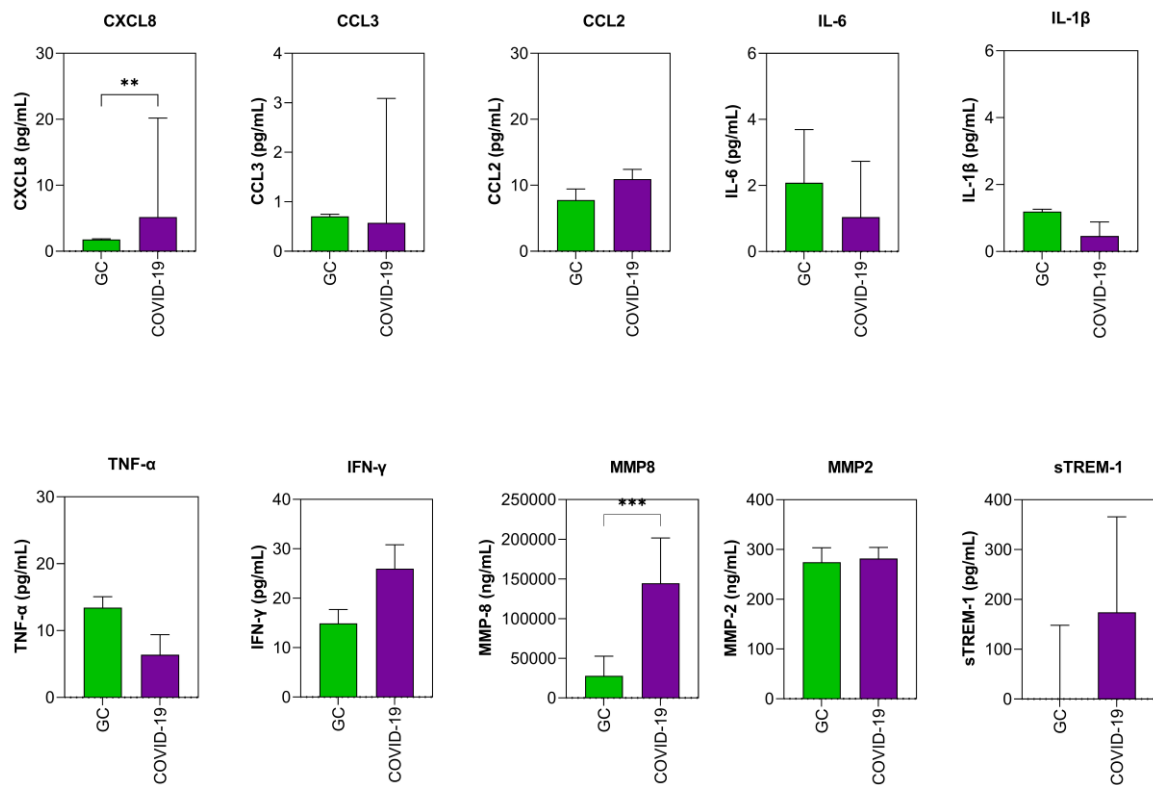 CXCL8
CXCL8 (pg/mL)
30
20
10
0
**
GC
COVID-19
CCL3
CCL3 (pg/mL)
4
3
2
1
0
GC
COVID-19
CCL2
CCL2 (pg/mL)
30
20
10
0
GC
COVID-19
IL-6
IL-6 (pg/mL)
6
4
2
0
GC
COVID-19
IL-1β
IL-1β (pg/mL)
6
4
2
0
GC
COVID-19
TNF-α
TNF-α (pg/mL)
30
20
10
0
GC
COVID-19
IFN-γ
IFN-γ (pg/mL)
40
30
20
10
0
GC
COVID-19
MMP8
MMP-8 (ng/mL)
250000
200000
150000
100000
50000
0
***
GC
COVID-19
MMP2
MMP-2 (ng/mL)
400
300
200
100
0
GC
COVID-19
sTREM-1
sTREM-1 (pg/mL)
400
300
200
100
0
GC
COVID-19